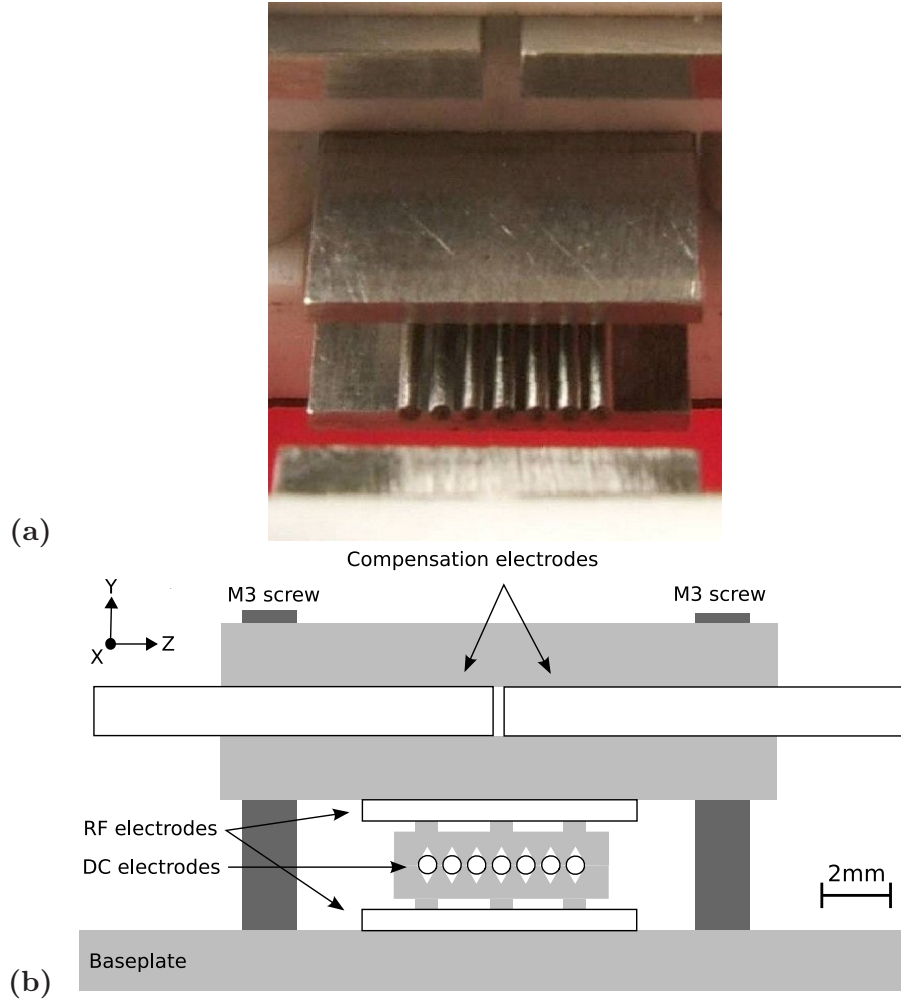 (a)
Compensation electrodes
Y
M3 screw
M3 screw
Z
X
RF electrodes
DC electrodes
2mm
Baseplate
(b)